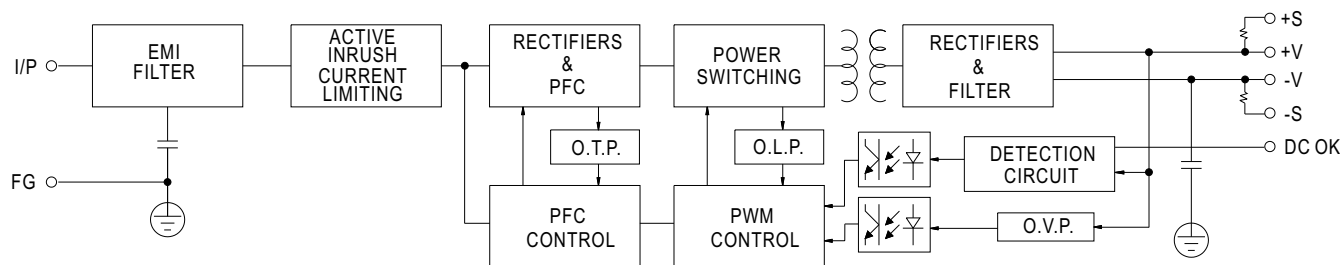 I/P
EMI
FILTER
ACTIVE
INRUSH
CURRENT
LIMITING
RECTIFIERS
&
PFC
POWER
SWITCHING
RECTIFIERS
&
FILTER
+S
+V
-V
-S
DC OK
O.T.P.
O.L.P.
DETECTION
CIRCUIT
FG
PFC
CONTROL
PWM
CONTROL
O.V.P.